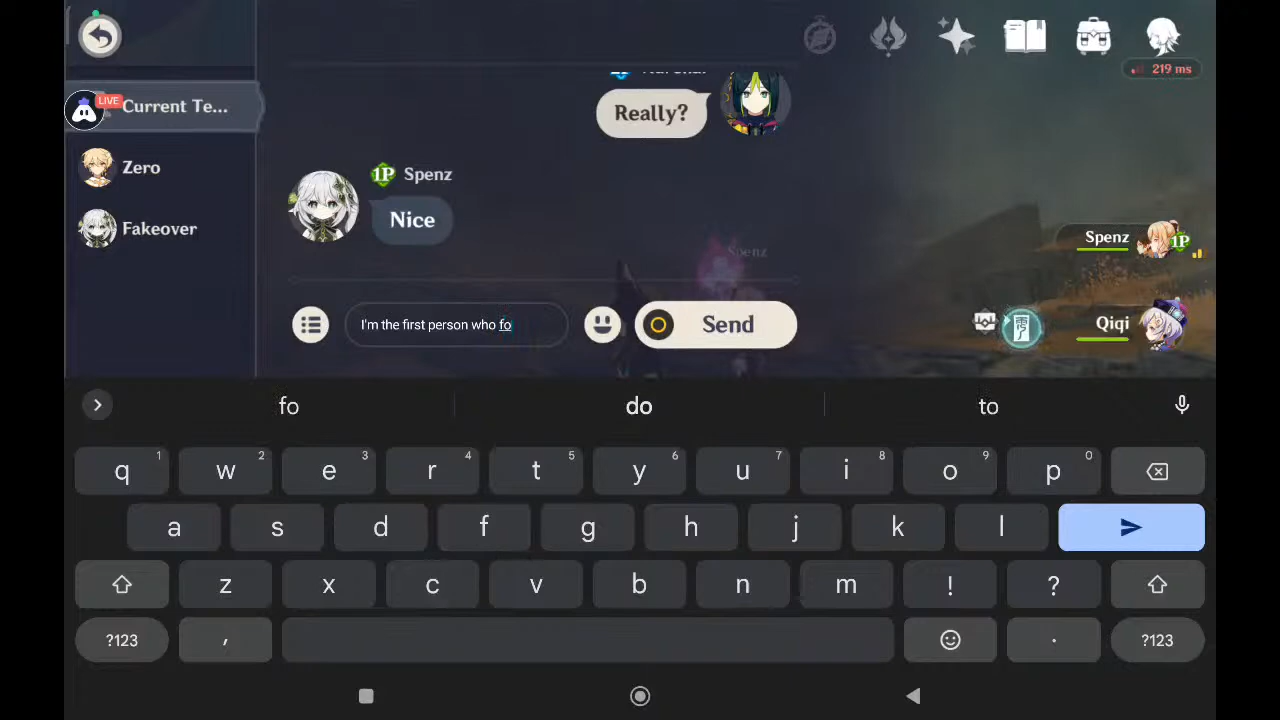 219 ms
LIVE
Current Te...
Really?
Zero
1P Spenz
Nice
Fakeover
Spenz
Spenz 1P
I'm the first person who fo
Send
Qiqi
fo do to
q 1 w 2 e 3 r 4 t 5 y 6 u 7 i 8 o 9 p 0
a s d f g h j k l
z x c v b n m ! ?
?123 , . ?123